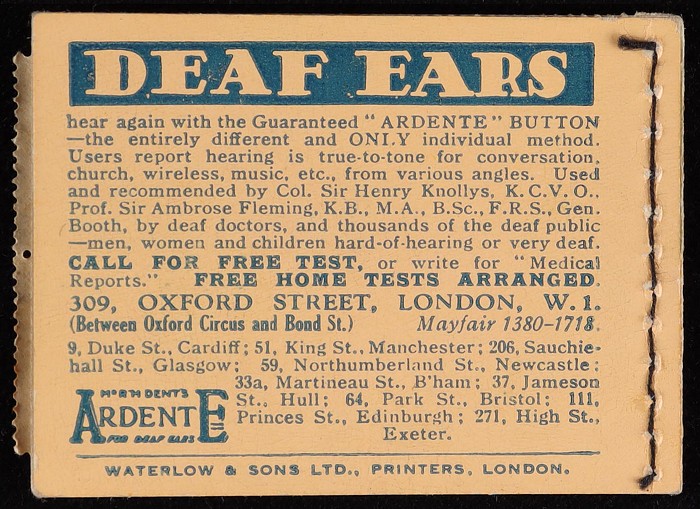 DEAF EARS
hear again with the Guaranteed "ARDENTE" BUTTON
—the entirely different and ONLY individual method.
Users report hearing is true-to-tone for conversation,
church, wireless, music, etc., from various angles. Used
and recommended by Col. Sir Henry Knollys, K.C.V.O.,
Prof. Sir Ambrose Fleming, K.B., M.A., B.Sc., F.R.S., Gen.
Booth, by deaf doctors, and thousands of the deaf public
—men, women and children hard-of-hearing or very deaf.
CALL FOR FREE TEST, or write for "Medical
Reports." FREE HOME TESTS ARRANGED.
309, OXFORD STREET, LONDON, W.1.
(Between Oxford Circus and Bond St.) Mayfair 1380-1718.
9, Duke St., Cardiff; 51, King St., Manchester; 206, Sauchie-
hall St., Glasgow; 59, Northumberland St., Newcastle;
33a, Martineau St., B'ham; 37, Jameson
St., Hull; 64, Park St., Bristol; 111,
Princes St., Edinburgh; 271, High St.,
Exeter.
MR R H DENT'S
ARDENTE
FOR DEAF EARS
WATERLOW & SONS LTD., PRINTERS, LONDON.